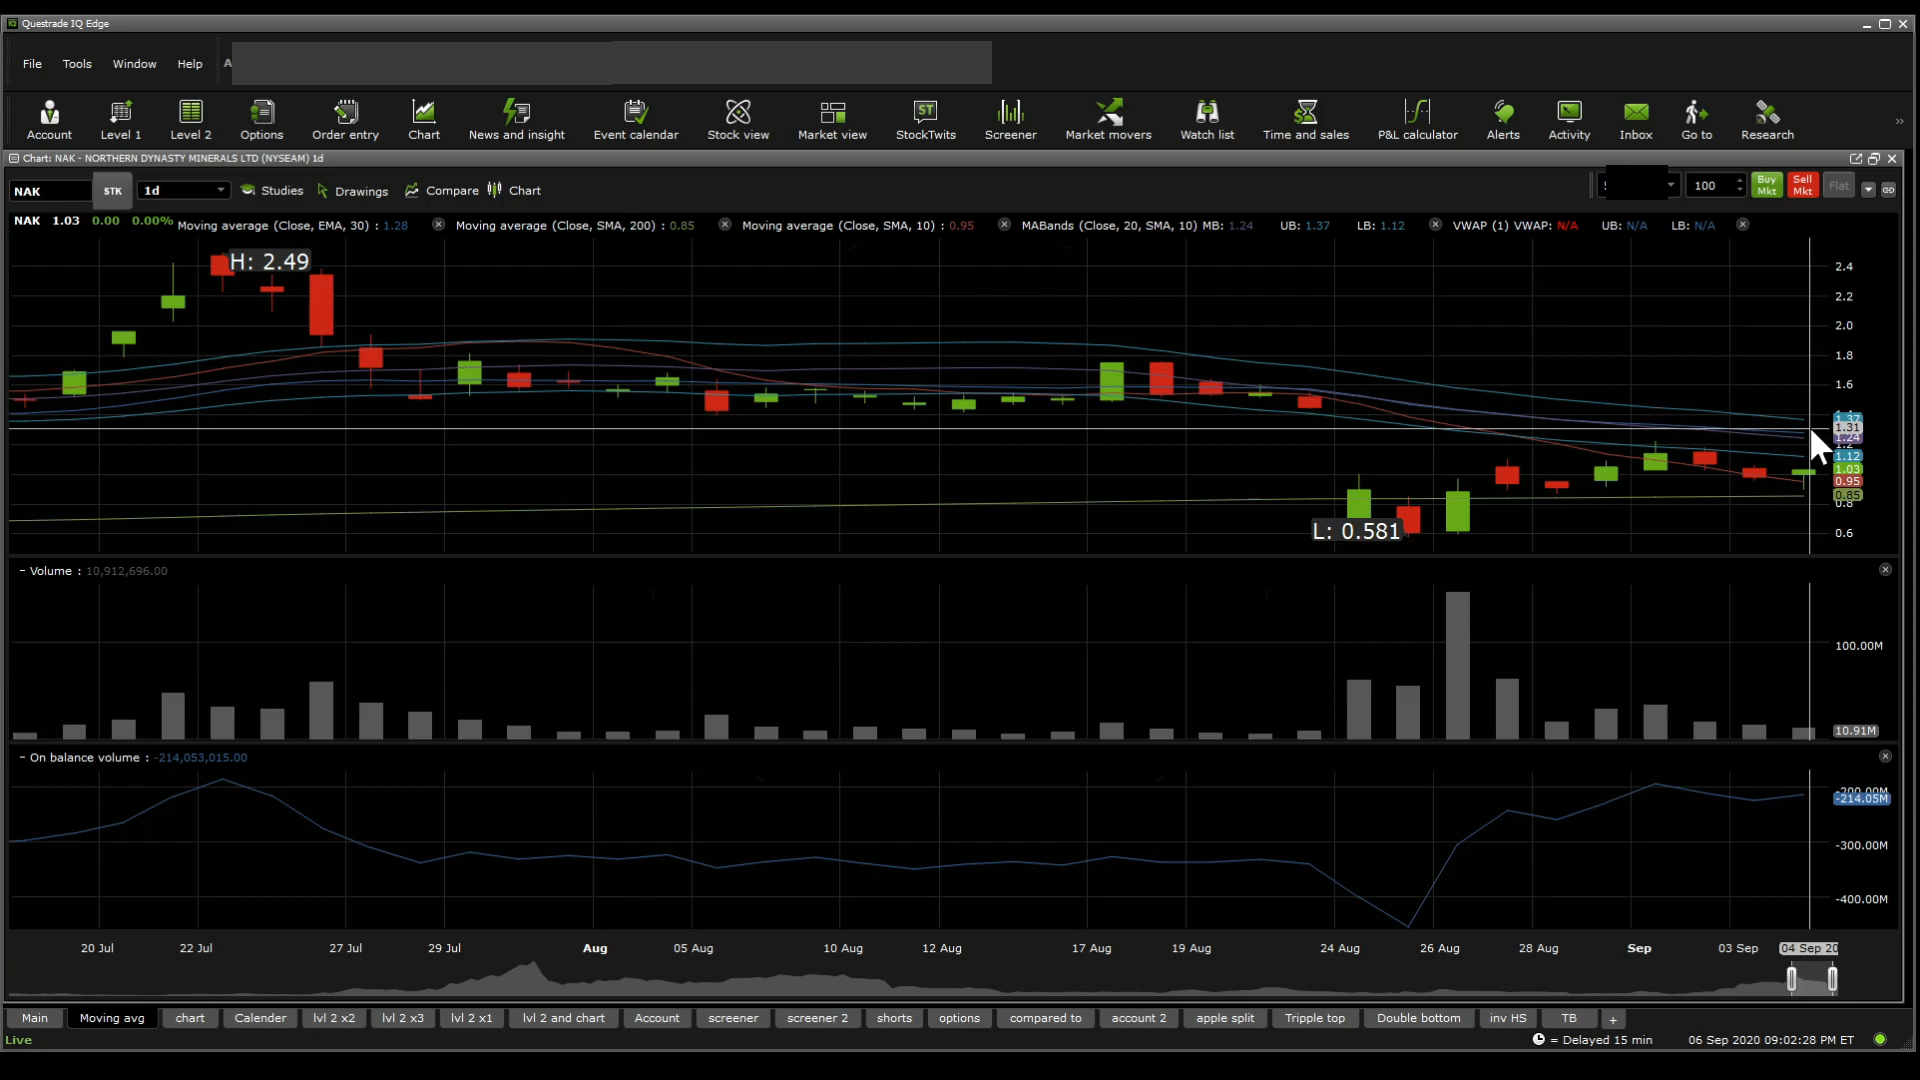 Questrade IQ Edge
File Tools Window Help A
Account Level 1 Level 2 Options Order entry Chart News and insight Event calendar Stock view Market view StockTwits Screener Market movers Watch list Time and sales P&L calculator Alerts Activity Inbox Go to Research
Chart: NAK - NORTHERN DYNASTY MINERALS LTD (NYSEAM) 1d
NAK STK 1d Studies Drawings Compare Chart 100 Buy Mkt Sell Mkt Flat
NAK 1.03 0.00 0.00% Moving average (Close, EMA, 30) : 1.28 Moving average (Close, SMA, 200) : 0.85 Moving average (Close, SMA, 10) : 0.95 MABands (Close, 20, SMA, 10) MB: 1.24 UB: 1.37 LB: 1.12 VWAP (1) VWAP: N/A UB: N/A LB: N/A
H: 2.49
2.4
2.2
2.0
1.8
1.6
1.37
1.31
1.24
1.12
1.03
0.95
0.85
0.8
L: 0.581
0.6
- Volume : 10,912,696.00
100.00M
10.91M
- On balance volume : -214,053,015.00
-214.05M
-300.00M
-400.00M
20 Jul 22 Jul 27 Jul 29 Jul Aug 05 Aug 10 Aug 12 Aug 17 Aug 19 Aug 24 Aug 26 Aug 28 Aug Sep 03 Sep 04 Sep 20
Main Moving avg chart Calender lvl 2 x2 lvl 2 x3 lvl 2 x1 lvl 2 and chart Account screener screener 2 shorts options compared to account 2 apple split Tripple top Double bottom inv HS TB +
Live = Delayed 15 min 06 Sep 2020 09:02:28 PM ET